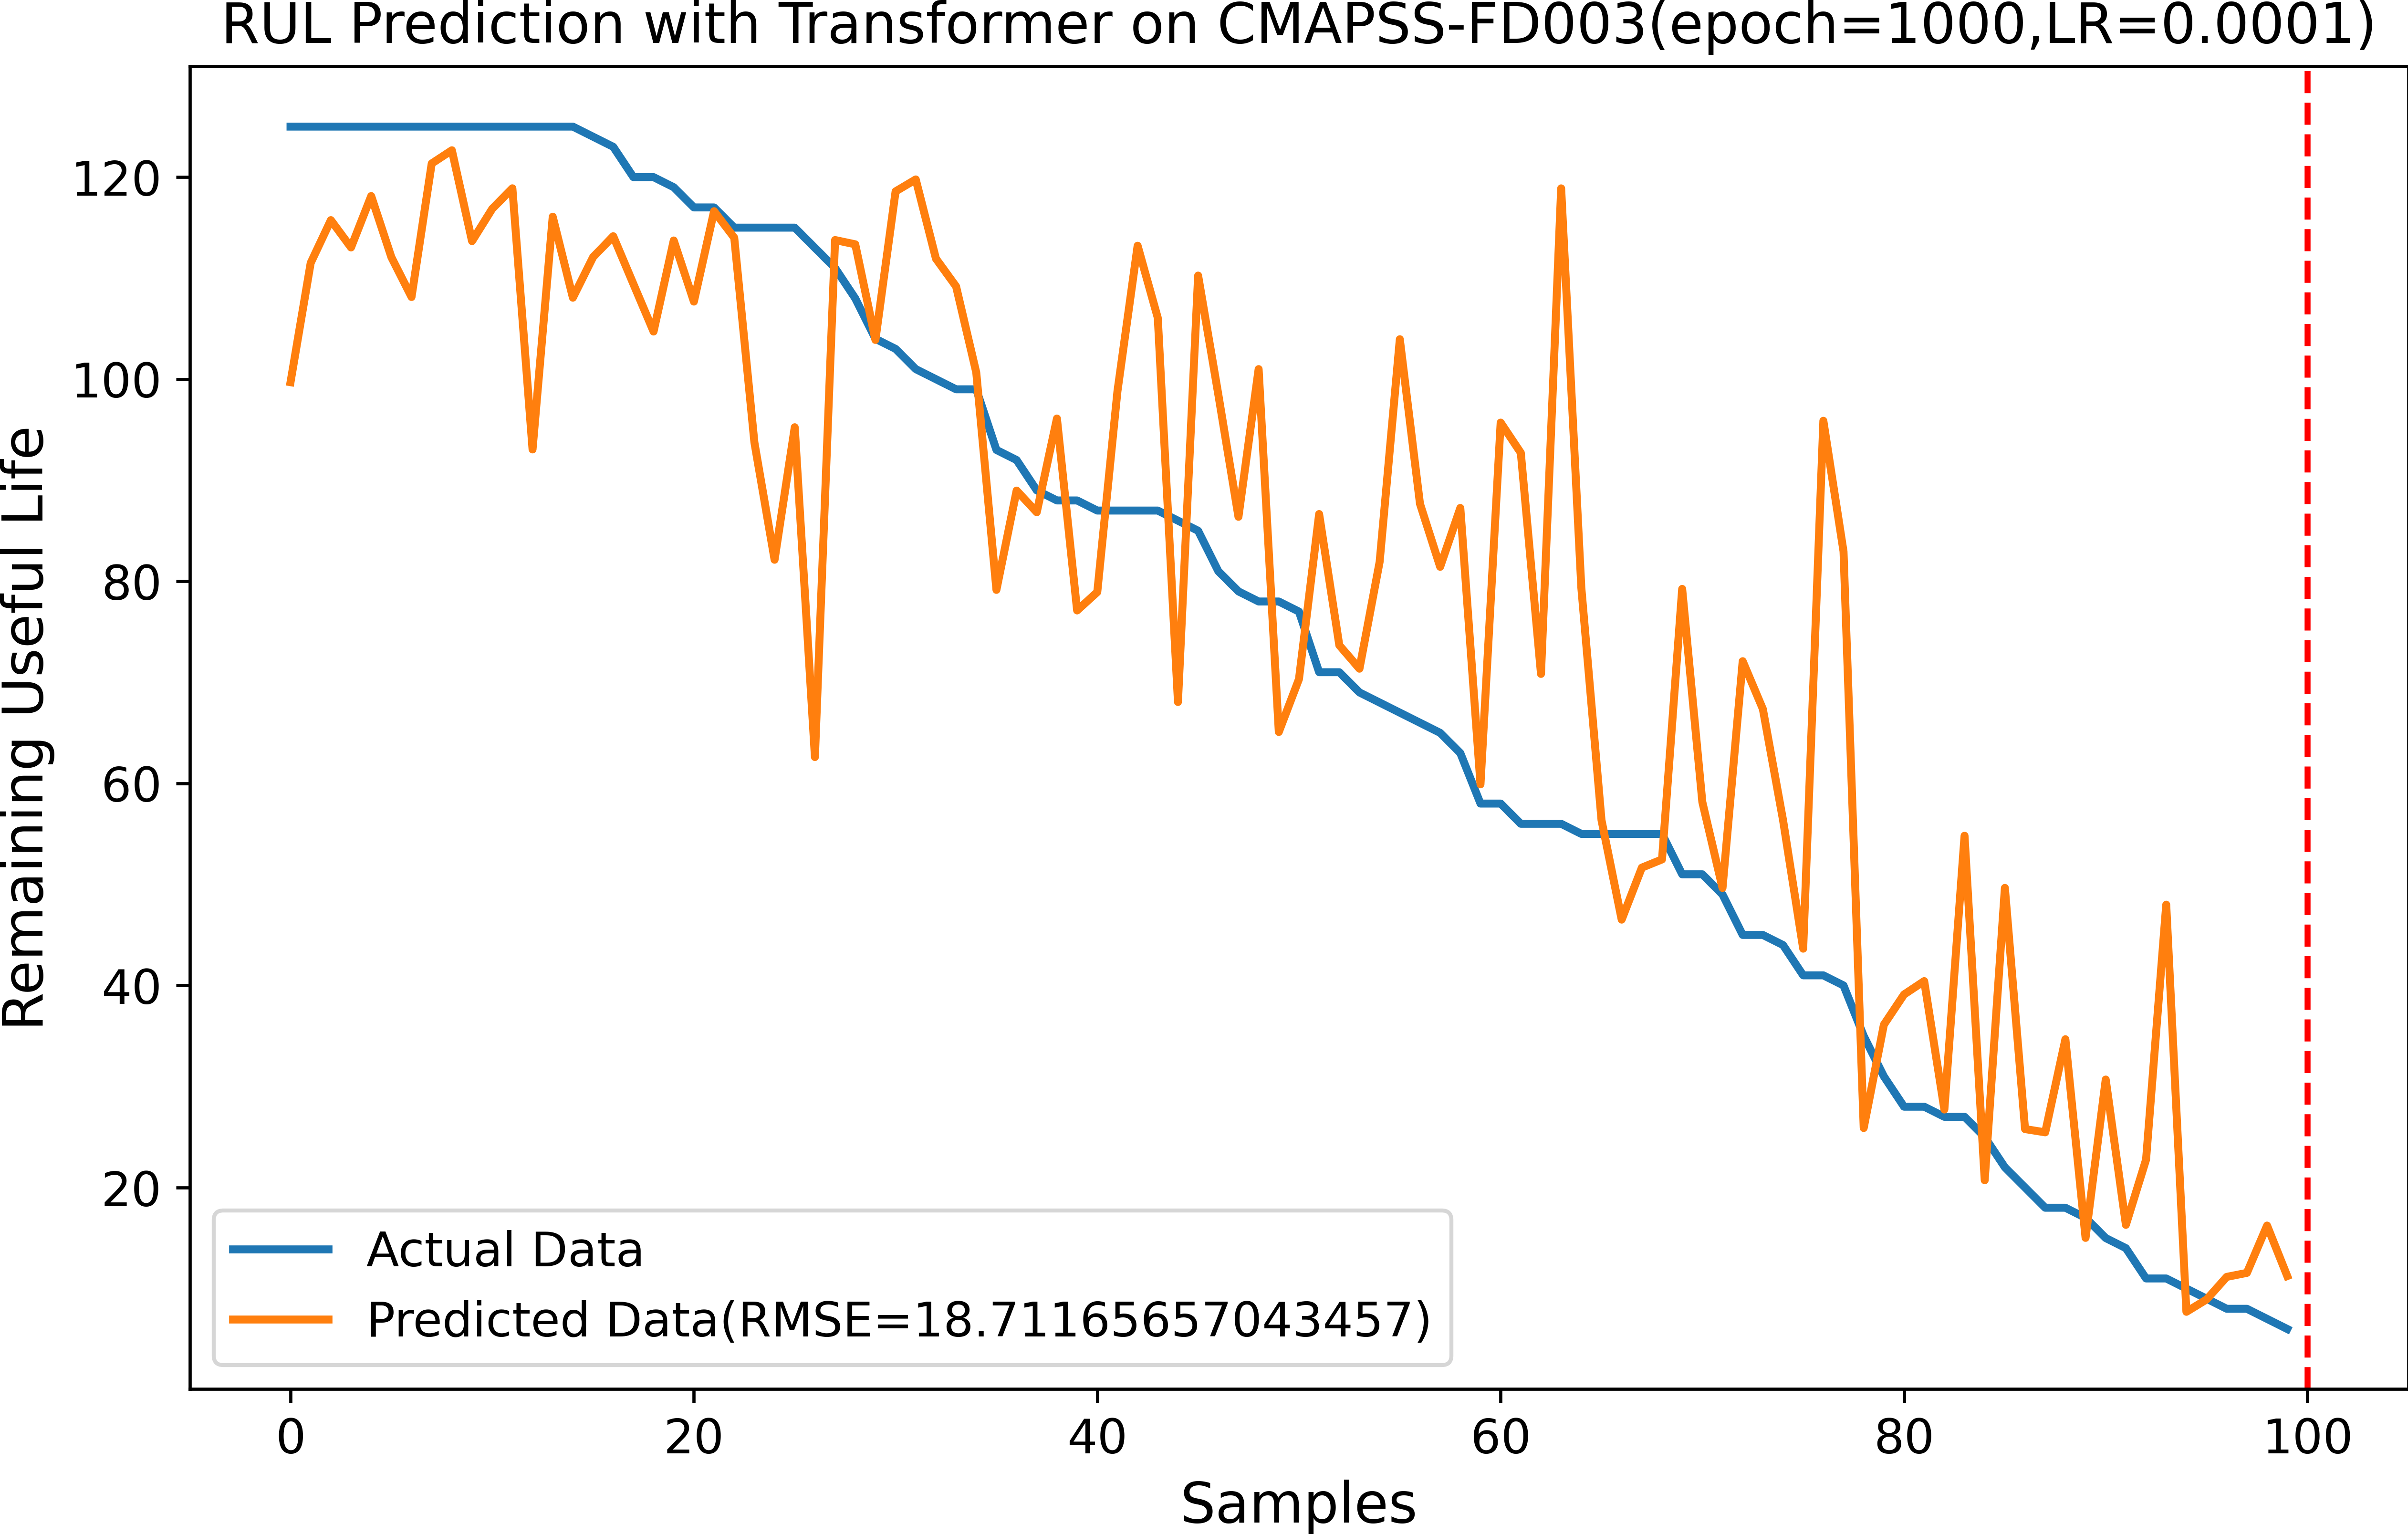 RUL Prediction with Transformer on CMAPSS-FD003(epoch=1000,LR=0.0001)
Remaining Useful Life
120
100
80
60
40
20
Actual Data
Predicted Data(RMSE=18.71165657043457)
0 20 40 60 80 100
Samples